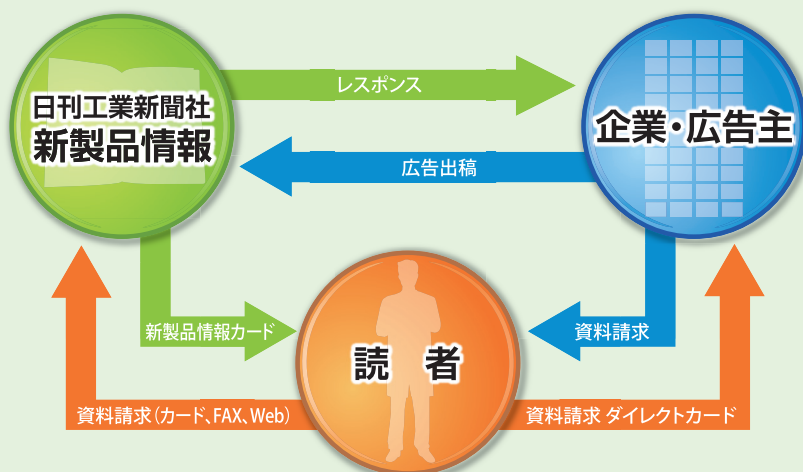 日刊工業新聞社
新製品情報
レスポンス
企業・広告主
広告出稿
新製品情報カード
資料請求
読 者
資料請求(カード、FAX、Web)
資料請求 ダイレクトカード